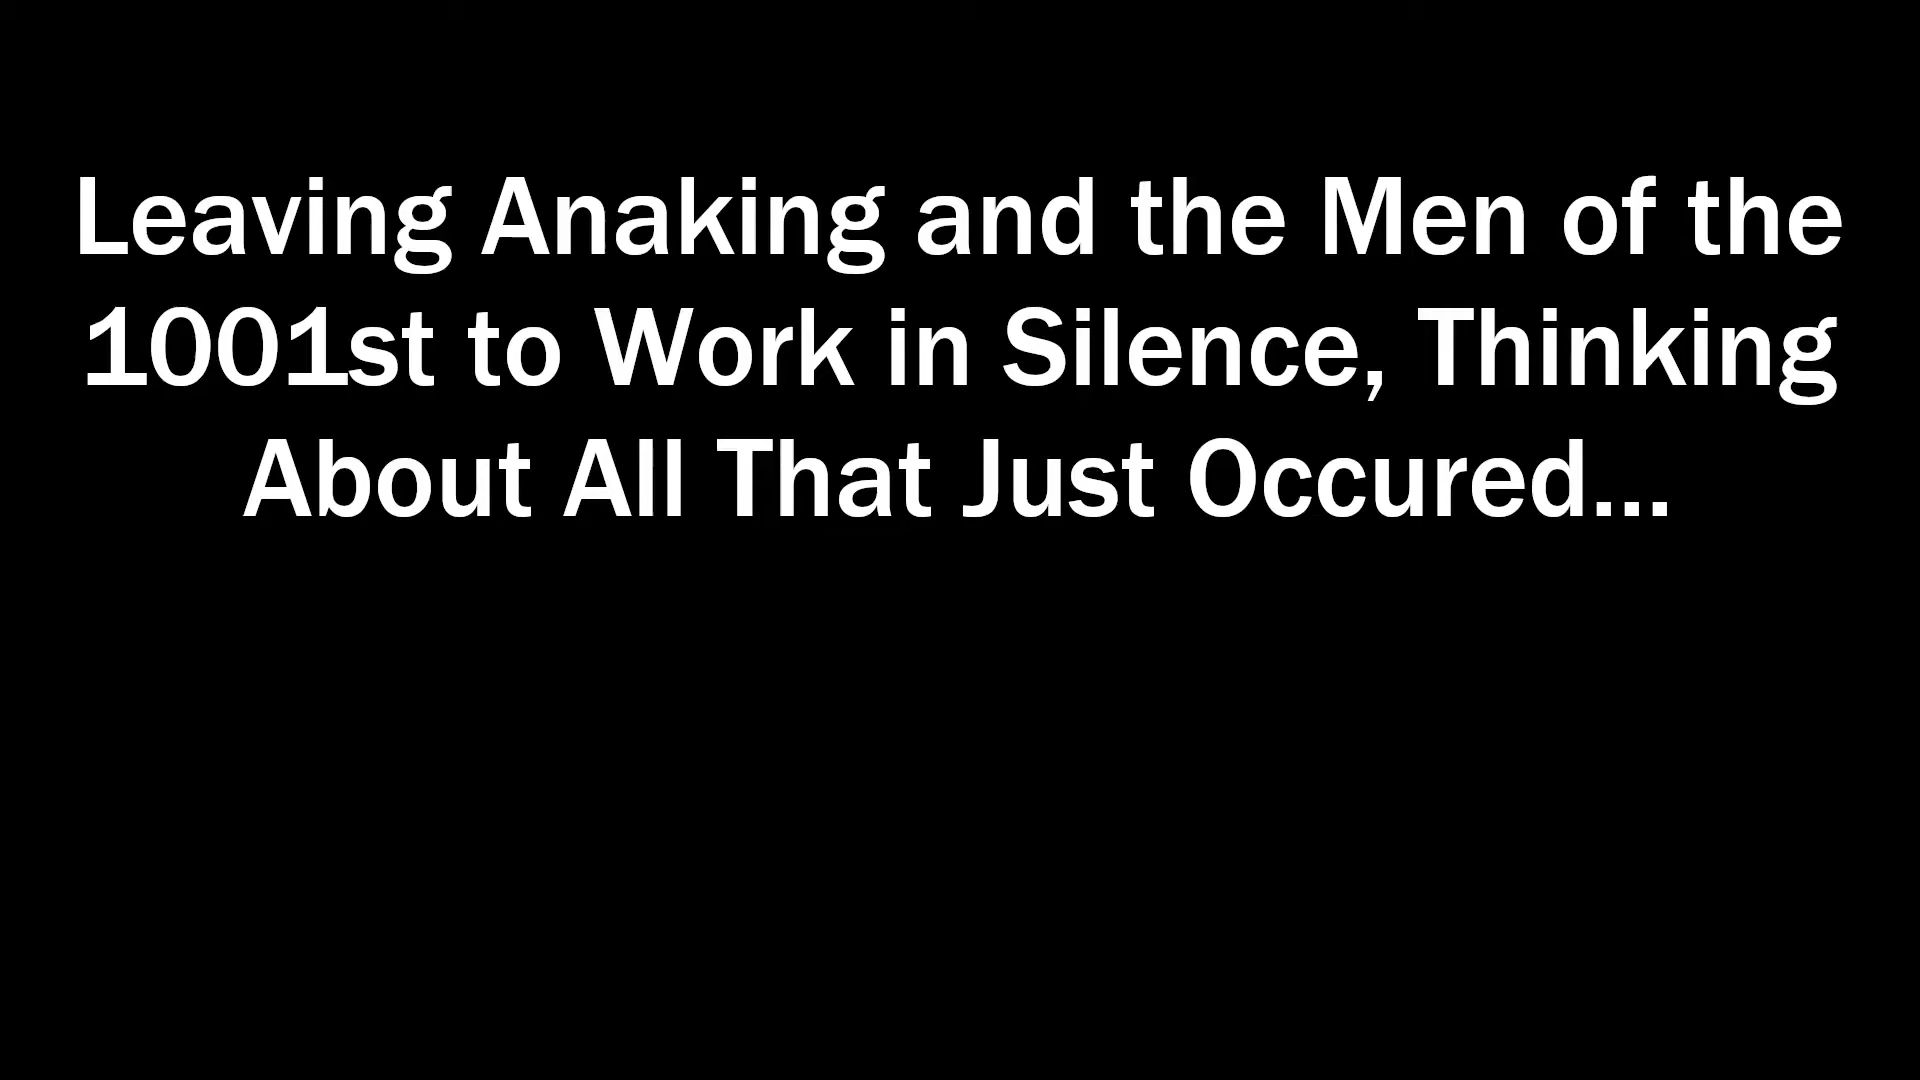 Leaving Anaking and the Men of the
1001st to Work in Silence, Thinking
About All That Just Occured...